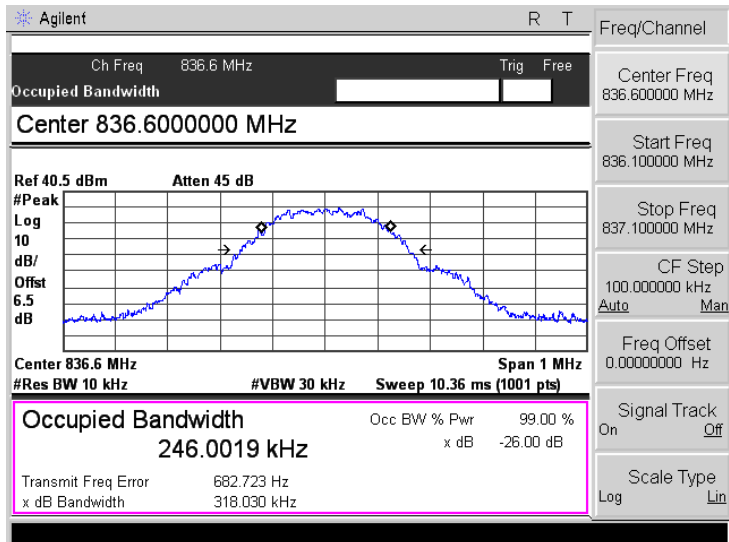 Agilent R T
Freq/Channel
Ch Freq 836.6 MHz Trig Free
Occupied Bandwidth
Center 836.6000000 MHz
Ref 40.5 dBm Atten 45 dB
#Peak
Log
10
dB/
Offst
6.5
dB
Center 836.6 MHz Span 1 MHz
#Res BW 10 kHz #VBW 30 kHz Sweep 10.36 ms (1001 pts)
Occupied Bandwidth Occ BW % Pwr 99.00 %
246.0019 kHz x dB -26.00 dB
Transmit Freq Error 682.723 Hz
x dB Bandwidth 318.030 kHz
Center Freq
836.600000 MHz
Start Freq
836.100000 MHz
Stop Freq
837.100000 MHz
CF Step
100.000000 kHz
Auto Man
Freq Offset
0.00000000 Hz
Signal Track
On Off
Scale Type
Log Lin